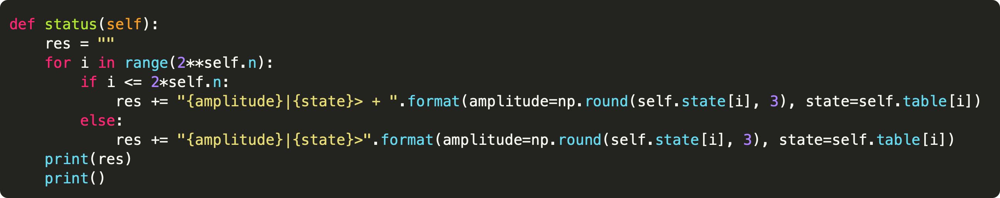 def status(self):
    res = ""
    for i in range(2**self.n):
        if i <= 2*self.n:
            res += "{amplitude}|{state}> + ".format(amplitude=np.round(self.state[i], 3), state=self.table[i])
        else:
            res += "{amplitude}|{state}>".format(amplitude=np.round(self.state[i], 3), state=self.table[i])
    print(res)
    print()